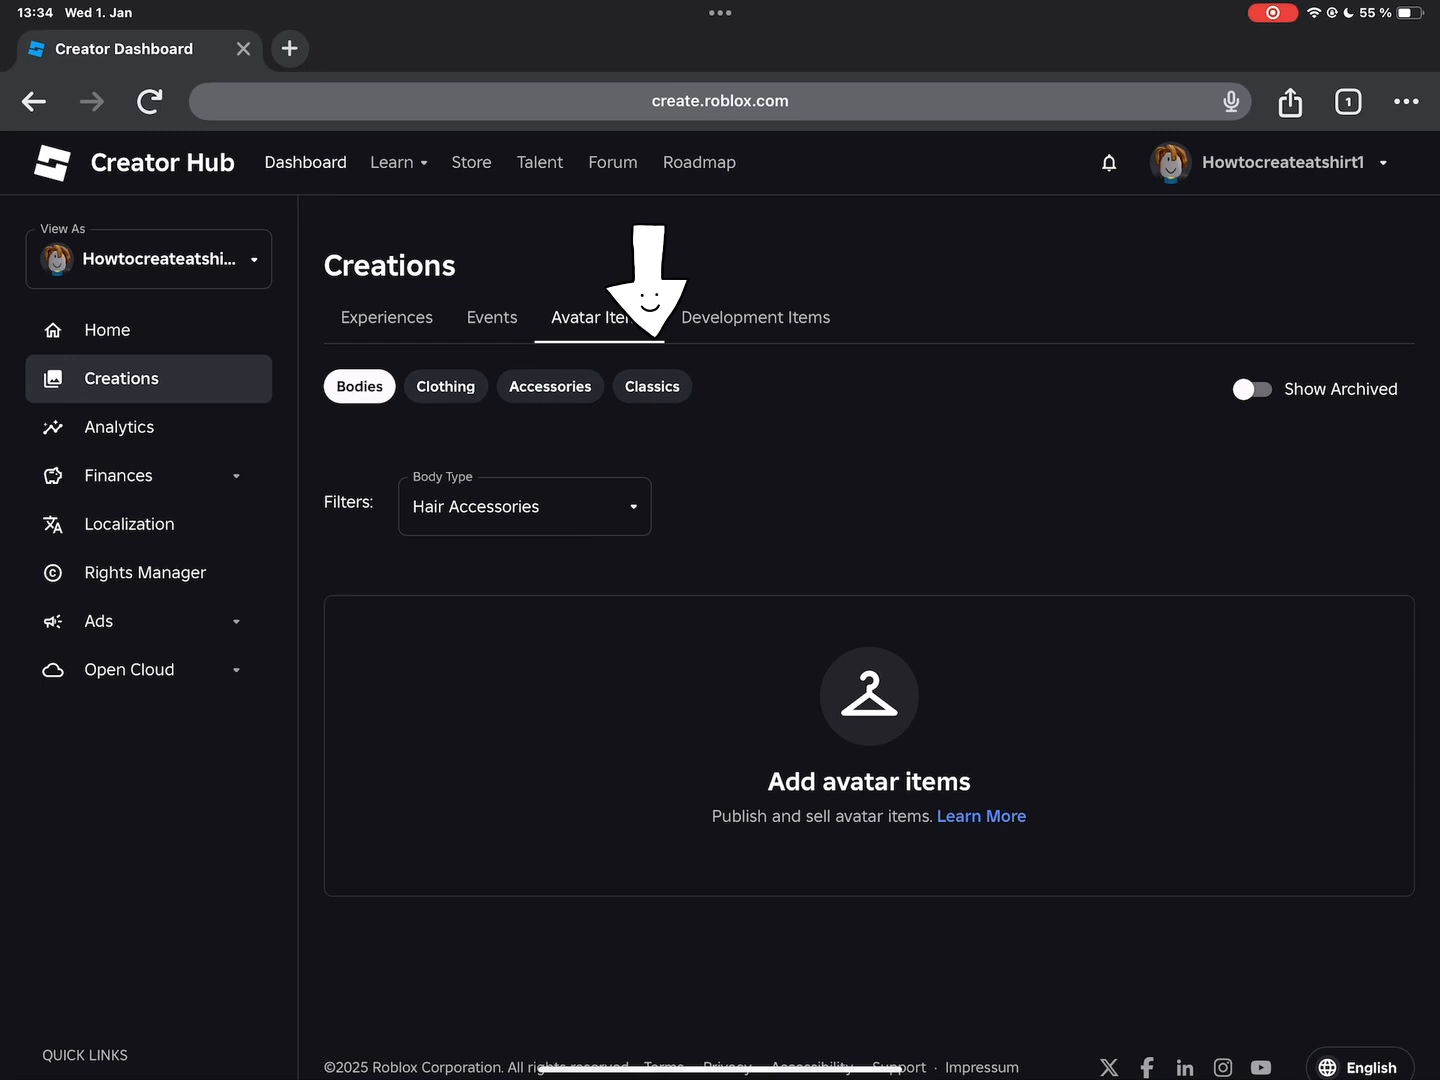 13:34 Wed 1. Jan
55 %
Creator Dashboard
create.roblox.com
1
Creator Hub
Dashboard
Learn
Store
Talent
Forum
Roadmap
Howtocreateatshirt1
View As
Howtocreateatshi...
Home
Creations
Analytics
Finances
Localization
Rights Manager
Ads
Open Cloud
QUICK LINKS
Creations
Experiences
Events
Avatar Items
Development Items
Bodies
Clothing
Accessories
Classics
Show Archived
Filters:
Body Type
Hair Accessories
Add avatar items
Publish and sell avatar items. Learn More
©2025 Roblox Corporation. All rights reserved · Terms · Privacy · Accessibility · Support · Impressum
English